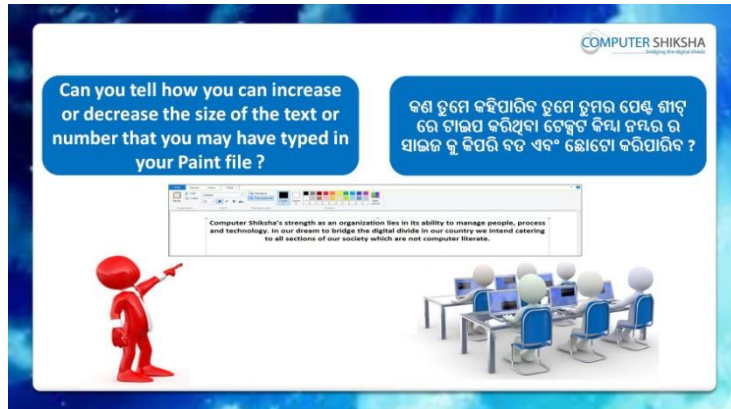 COMPUTER SHIKSHA
bridging the digital divide
Can you tell how you can increase
or decrease the size of the text or
number that you may have typed in
your Paint file ?
କଣ ତୁମେ କହିପାରିବ ତୁମେ ତୁମର ପେଣ୍ଟ ଶୀଟ୍
ରେ ଟାଇପ କରିଥିବା ଟେକ୍ସଟ କିମ୍ବା ନମ୍ବର ର
ସାଇଜ କୁ କିପରି ବଡ ଏବଂ ଛୋଟୋ କରିପାରିବ ?
Computer Shiksha's strength as an organization lies in its ability to manage people, process
and technology. In our dream to bridge the digital divide in our country we intend catering
to all sections of our society which are not computer literate.